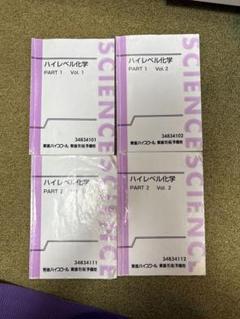 ハイレベル化学
PART 1　Vol. 1
34834101
東進ハイスクール 東進衛星予備校
SCIENCE
ハイレベル化学
PART 1　Vol. 2
34834102
東進ハイスクール 東進衛星予備校
SCIENCE
ハイレベル化学
PART 2
34834111
東進ハイスクール 東進衛星予備校
SCIENCE
ハイレベル化学
PART 2　Vol. 2
34834112
東進ハイスクール 東進衛星予備校
SCIENCE